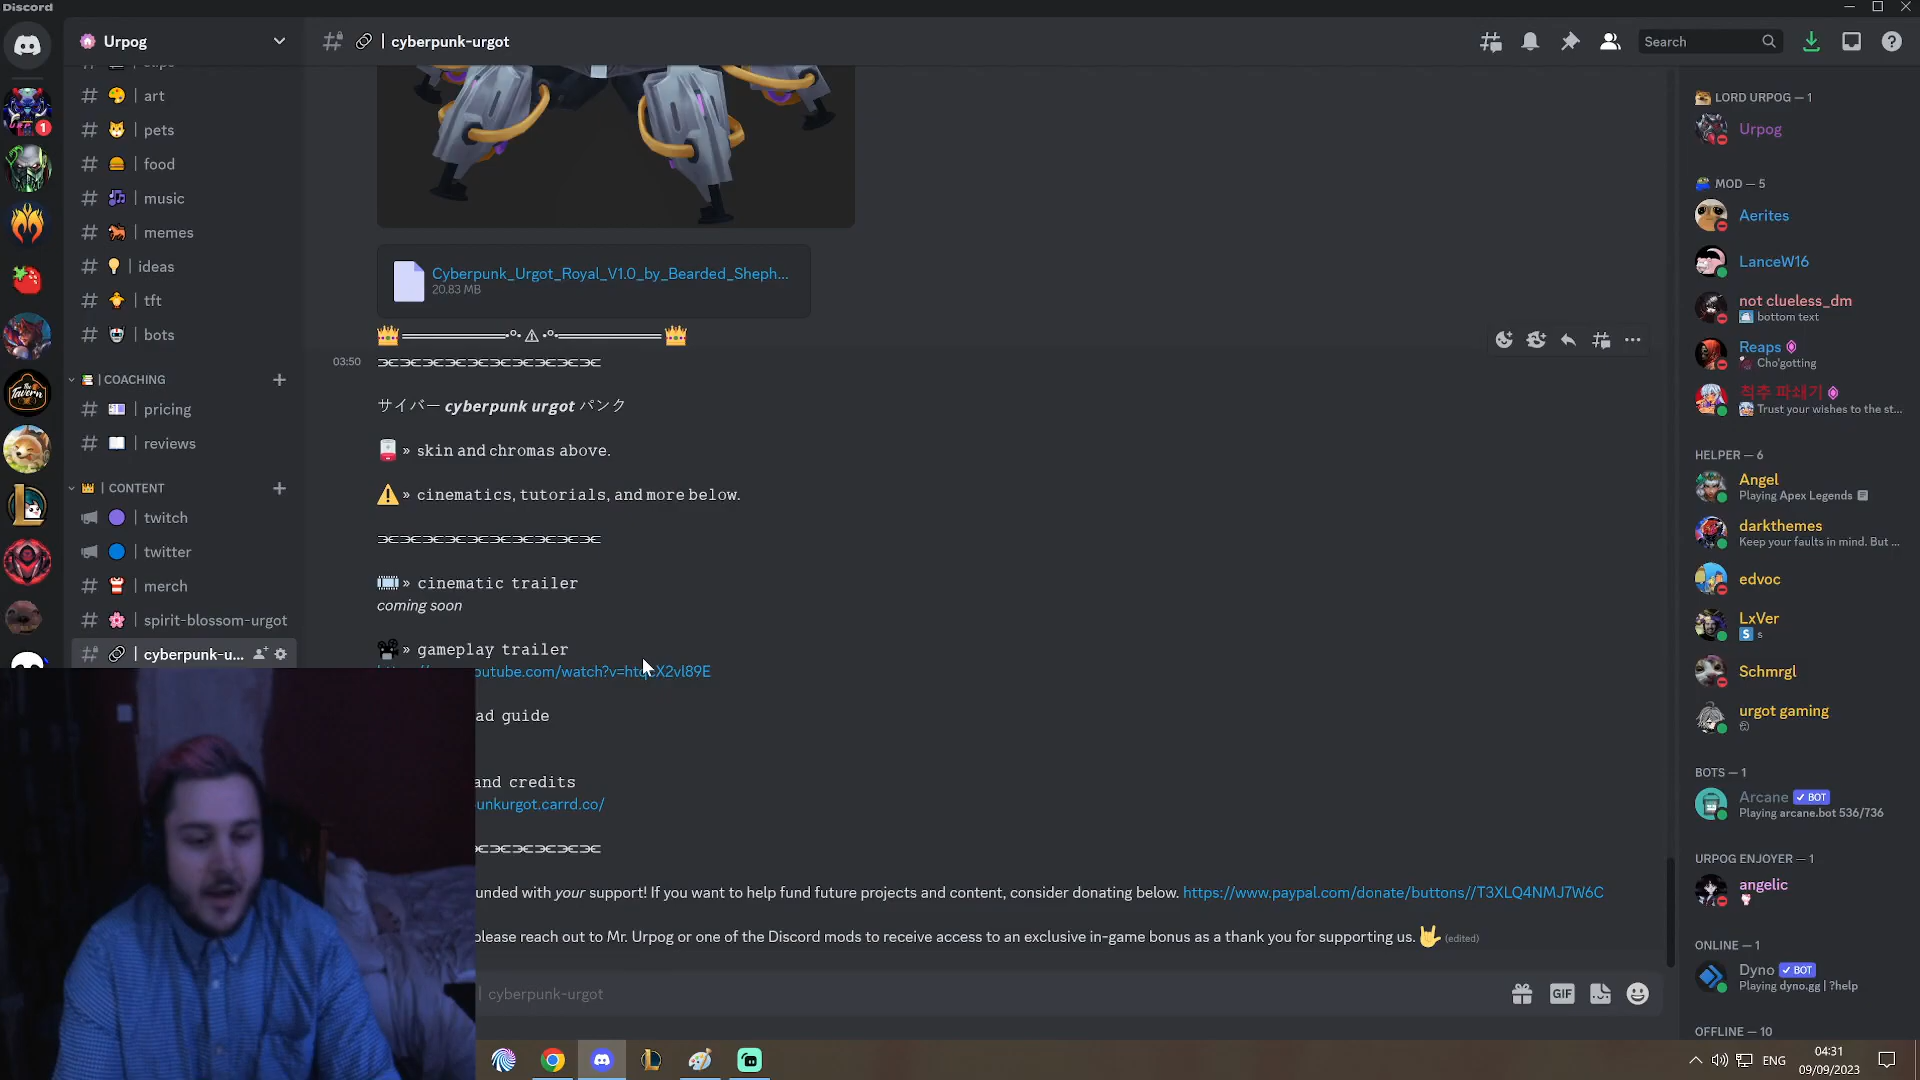 Discord
Urpog
| cyberpunk-urgot
Search
| art
| pets
| food
| music
| memes
| ideas
| tft
| bots
| COACHING
| pricing
| reviews
| CONTENT
| twitch
| twitter
| merch
| spirit-blossom-urgot
| cyberpunk-u...
1
Cyberpunk_Urgot_Royal_V1.0_by_Bearded_Sheph...
20.83 MB
03:50
サイバー cyberpunk urgot パンク
» skin and chromas above.
» cinematics, tutorials, and more below.
» cinematic trailer
coming soon
» gameplay trailer
outube.com/watch?v=htq
X2vl89E
ad guide
and credits
unkurgot.carrd.co/
unded with your support! If you want to help fund future projects and content, consider donating below. https://www.paypal.com/donate/buttons//T3XLQ4NMJ7W6C
please reach out to Mr. Urpog or one of the Discord mods to receive access to an exclusive in-game bonus as a thank you for supporting us. (edited)
| cyberpunk-urgot
GIF
LORD URPOG — 1
Urpog
MOD — 5
Aerites
LanceW16
not clueless_dm
bottom text
Reaps
Cho'gotting
척추 파쇄기
Trust your wishes to the st...
HELPER — 6
Angel
Playing Apex Legends
darkthemes
Keep your faults in mind. But ...
edvoc
LxVer
S s
Schmrgl
urgot gaming
BOTS — 1
Arcane ✓ BOT
Playing arcane.bot 536/736
URPOG ENJOYER — 1
angelic
ONLINE — 1
Dyno ✓ BOT
Playing dyno.gg | ?help
OFFLINE — 10
ENG
04:31
09/09/2023